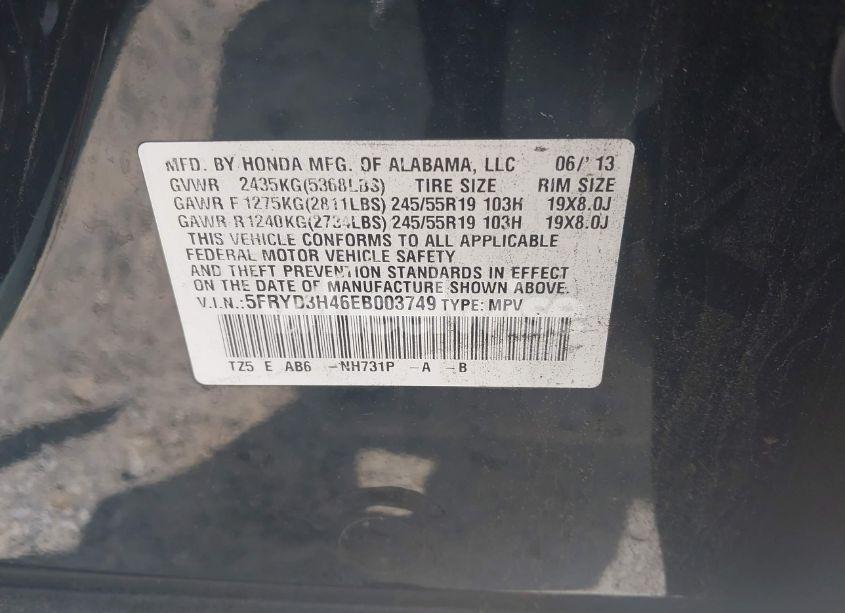 MFD. BY HONDA MFG. OF ALABAMA, LLC 06/' 13
GVWR 2435KG(5368LBS) TIRE SIZE RIM SIZE
GAWR F 1275KG(2811LBS) 245/55R19 103H 19X8.0J
GAWR R 1240KG(2734LBS) 245/55R19 103H 19X8.0J
THIS VEHICLE CONFORMS TO ALL APPLICABLE
FEDERAL MOTOR VEHICLE SAFETY
AND THEFT PREVENTION STANDARDS IN EFFECT
ON THE DATE OF MANUFACTURE SHOWN ABOVE.
V.I.N.:5FRYD3H46EB003749 TYPE: MPV
TZ5 E AB6 -NH731P -A -B